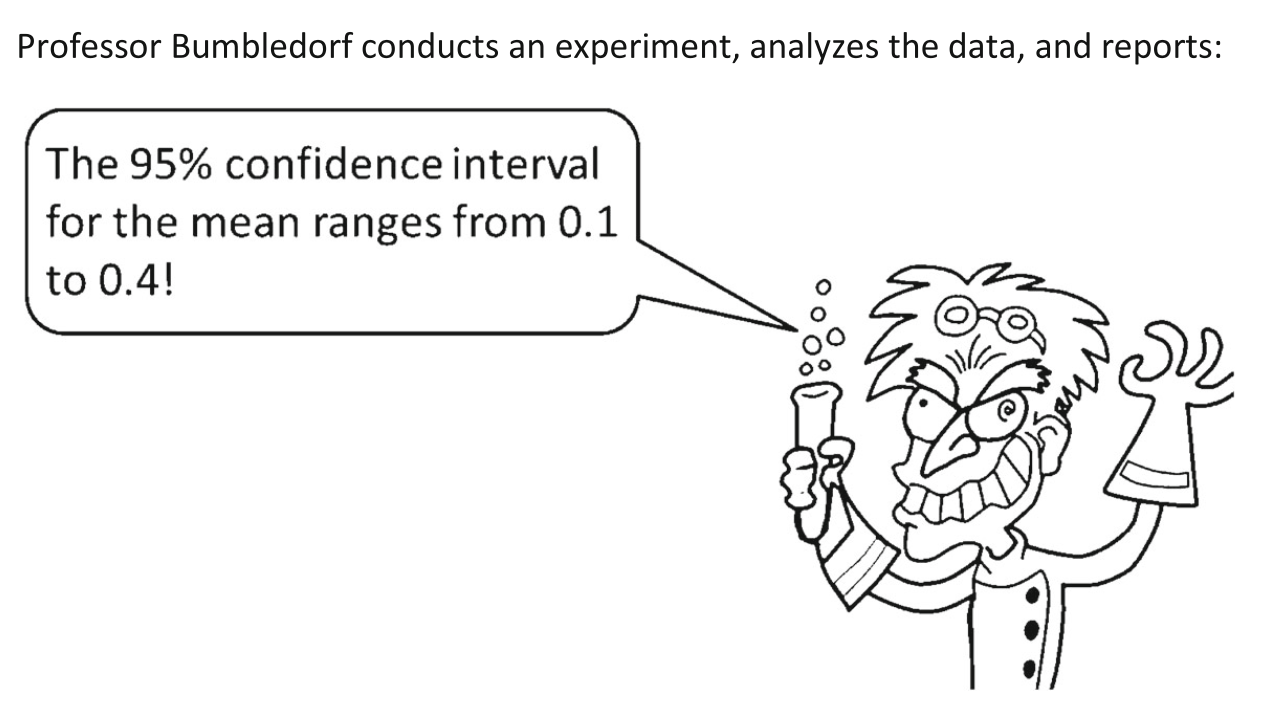 Professor Bumbledorf conducts an experiment, analyzes the data, and reports:
The 95% confidence interval
for the mean ranges from 0.1
to 0.4!